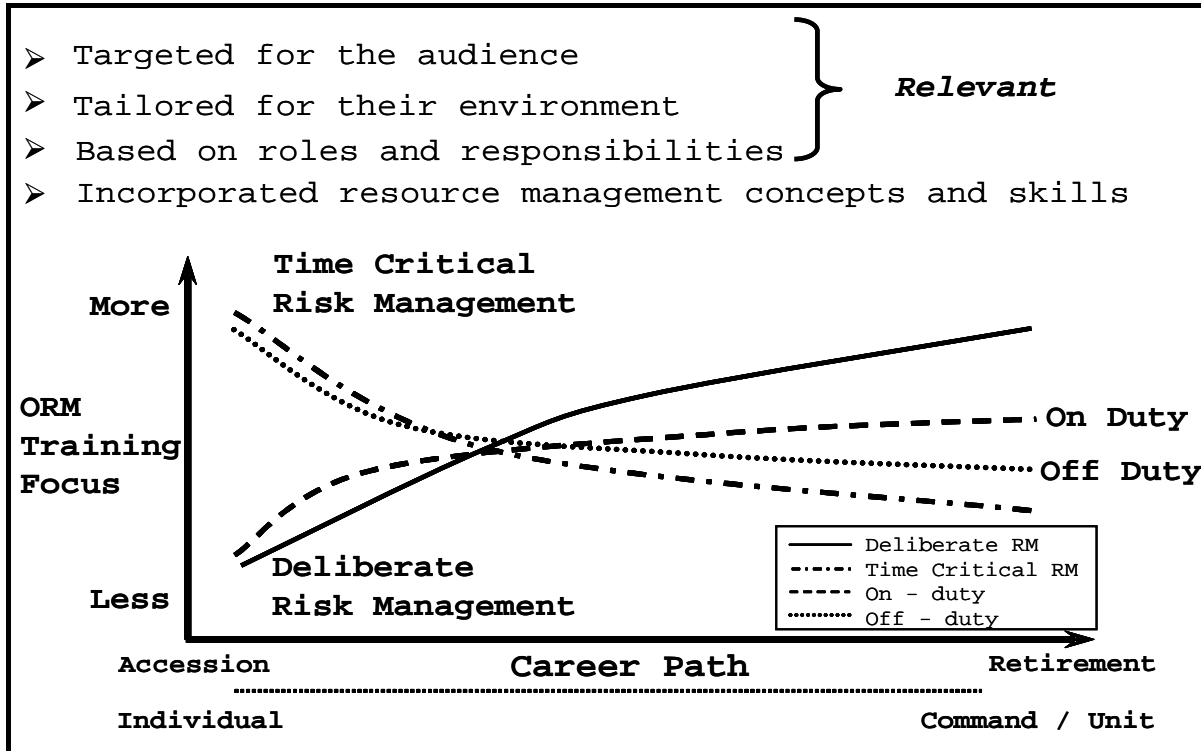 ➢ Targeted for the audience
➢ Tailored for their environment
➢ Based on roles and responsibilities
Relevant
➢ Incorporated resource management concepts and skills
Time Critical
Risk Management
More
ORM
Training
Focus
Less
On Duty
Off Duty
Deliberate
Risk Management
Deliberate RM
Time Critical RM
On - duty
Off - duty
Accession
Career Path
Retirement
Individual
Command / Unit